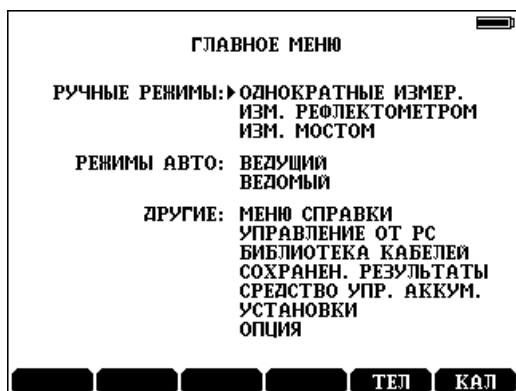 ГЛАВНОЕ МЕНЮ
РУЧНЫЕ РЕЖИМЫ: ОДНОКРАТНЫЕ ИЗМЕР.
ИЗМ. РЕФЛЕКТОМЕТРОМ
ИЗМ. МОСТОМ
РЕЖИМЫ АВТО: ВЕДУЩИЙ
ВЕДОМЫЙ
ДРУГИЕ: МЕНЮ СПРАВКИ
УПРАВЛЕНИЕ ОТ PC
БИБЛИОТЕКА КАБЕЛЕЙ
СОХРАНЕН. РЕЗУЛЬТАТЫ
СРЕДСТВО УПР. АККУМ.
УСТАНОВКИ
ОПЦИЯ
ТЕЛ КАЛ